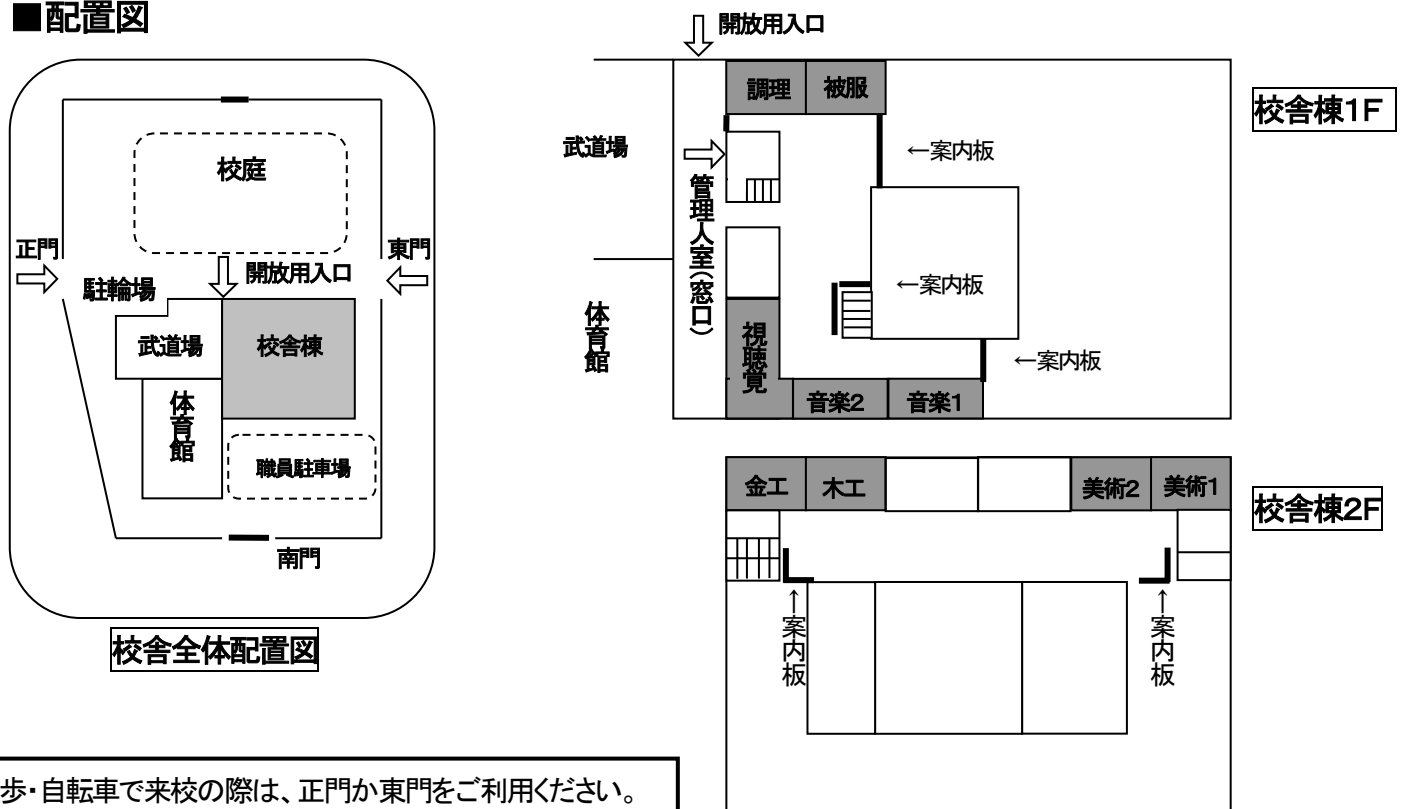 ■配置図
校庭
正門
東門
開放用入口
駐輪場
武道場
校舎棟
体育館
職員駐車場
南門
校舎全体配置図
開放用入口
調理
被服
校舎棟1F
武道場
←案内板
管理人室(窓口)
←案内板
体育館
視聴覚
←案内板
音楽2
音楽1
金工
木工
美術2
美術1
校舎棟2F
↑案内板
↑案内板
歩・自転車で来校の際は、正門か東門をご利用ください。